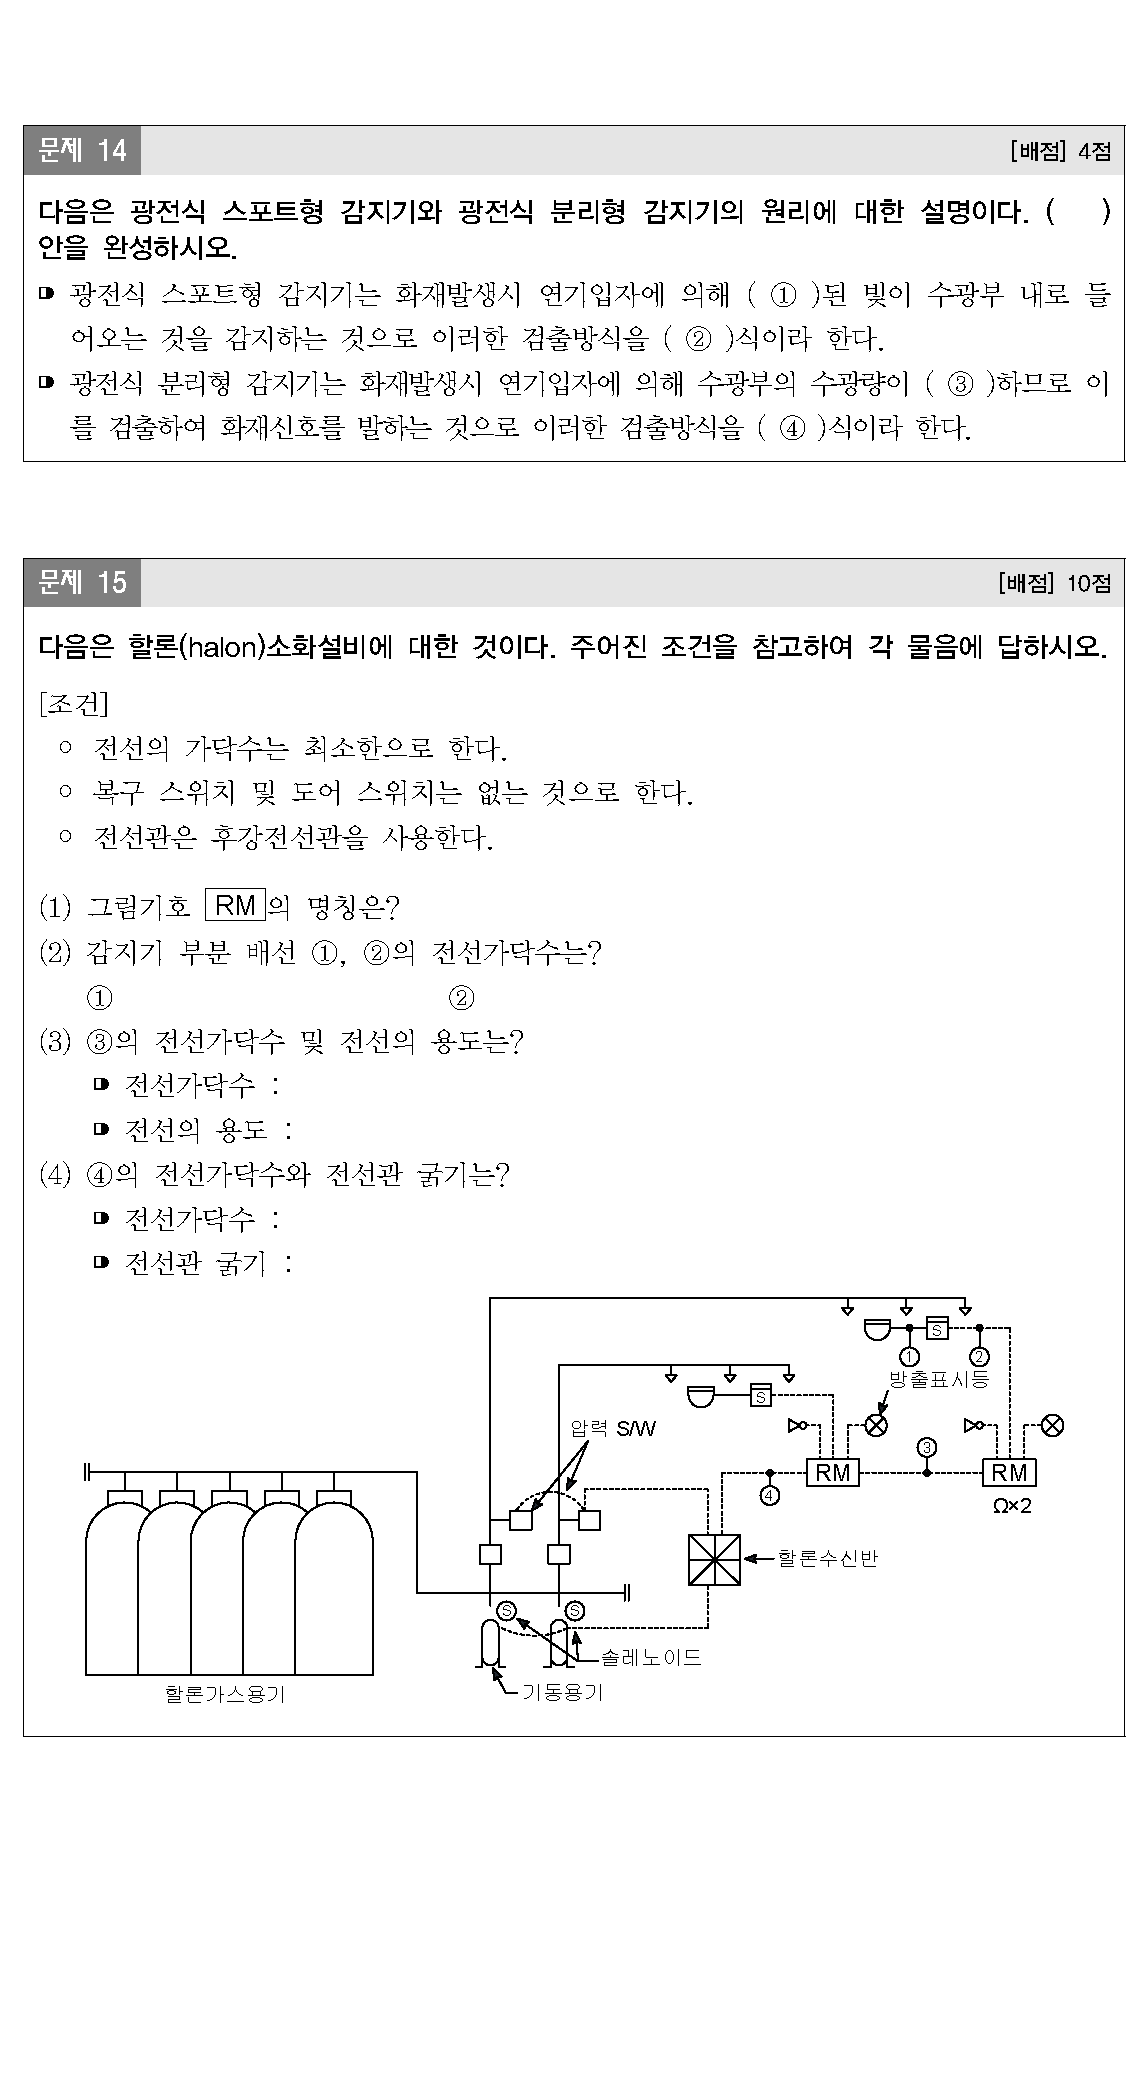 문제 14
[배점] 4점
다음은 광전식 스포트형 감지기와 광전식 분리형 감지기의 원리에 대한 설명이다. (   )
안을 완성하시오.
광전식 스포트형 감지기는 화재발생시 연기입자에 의해 ( ① )된 빛이 수광부 내로 들
어오는 것을 감지하는 것으로 이러한 검출방식을 ( ② )식이라 한다.
광전식 분리형 감지기는 화재발생시 연기입자에 의해 수광부의 수광량이 ( ③ )하므로 이
를 검출하여 화재신호를 발하는 것으로 이러한 검출방식을 ( ④ )식이라 한다.
문제 15
[배점] 10점
다음은 할론(halon)소화설비에 대한 것이다. 주어진 조건을 참고하여 각 물음에 답하시오.
[조건]
○ 전선의 가닥수는 최소한으로 한다.
○ 복구 스위치 및 도어 스위치는 없는 것으로 한다.
○ 전선관은 후강전선관을 사용한다.
(1) 그림기호 RM의 명칭은?
(2) 감지기 부분 배선 ①, ②의 전선가닥수는?
① ②
(3) ③의 전선가닥수 및 전선의 용도는?
전선가닥수 :
전선의 용도 :
(4) ④의 전선가닥수와 전선관 굵기는?
전선가닥수 :
전선관 굵기 :
S
① ②
방출표시등
S
압력 S/W
③
RM RM
④
Ω×2
할론수신반
S S
솔레노이드
기동용기
할론가스용기